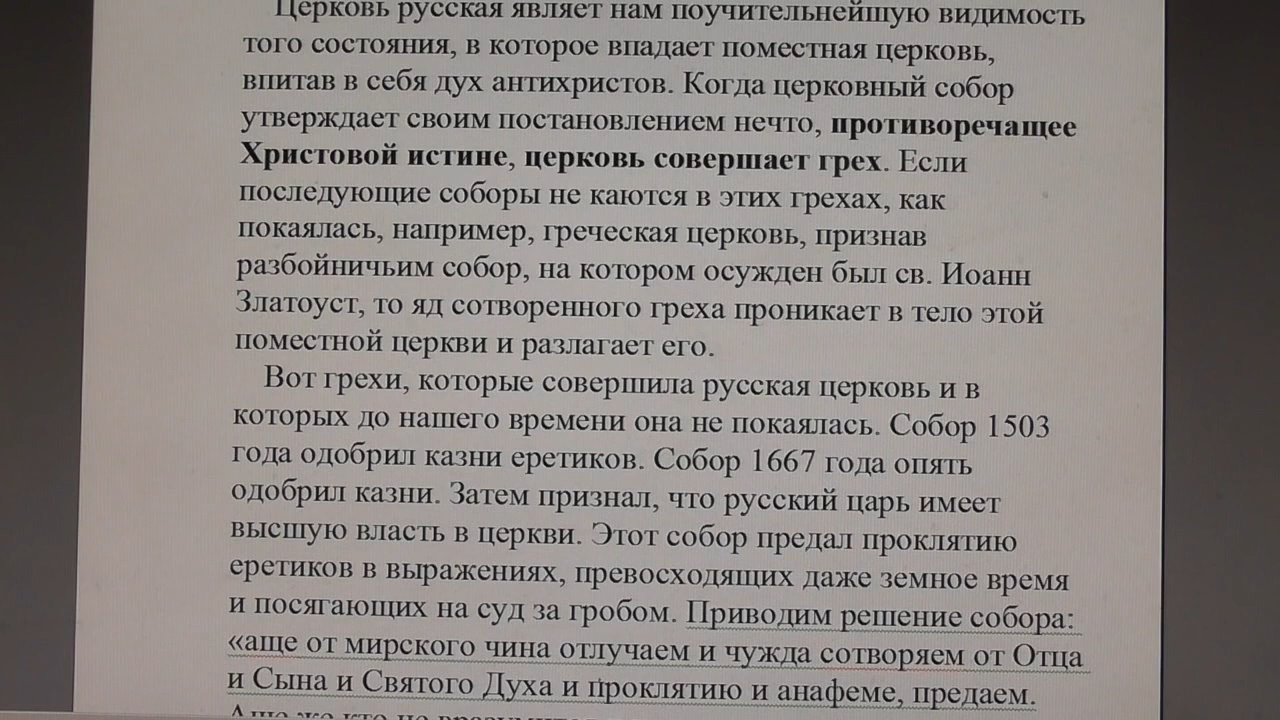 Церковь русская являет нам поучительнейшую видимость
того состояния, в которое впадает поместная церковь,
впитав в себя дух антихристов. Когда церковный собор
утверждает своим постановлением нечто, противоречащее
Христовой истине, церковь совершает грех. Если
последующие соборы не каются в этих грехах, как
покаялась, например, греческая церковь, признав
разбойничьим собор, на котором осужден был св. Иоанн
Златоуст, то яд сотворенного греха проникает в тело этой
поместной церкви и разлагает его.
Вот грехи, которые совершила русская церковь и в
которых до нашего времени она не покаялась. Собор 1503
года одобрил казни еретиков. Собор 1667 года опять
одобрил казни. Затем признал, что русский царь имеет
высшую власть в церкви. Этот собор предал проклятию
еретиков в выражениях, превосходящих даже земное время
и посягающих на суд за гробом. Приводим решение собора:
«аще от мирского чина отлучаем и чужда сотворяем от Отца
и Сына и Святого Духа и проклятию и анафеме, предаем.